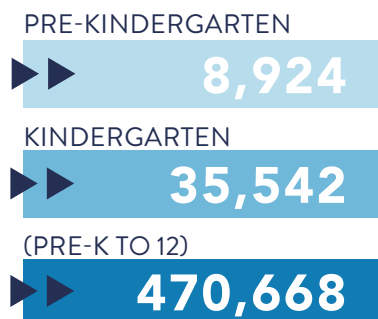 PRE-KINDERGARTEN
8,924
KINDERGARTEN
35,542
(PRE-K TO 12)
470,668